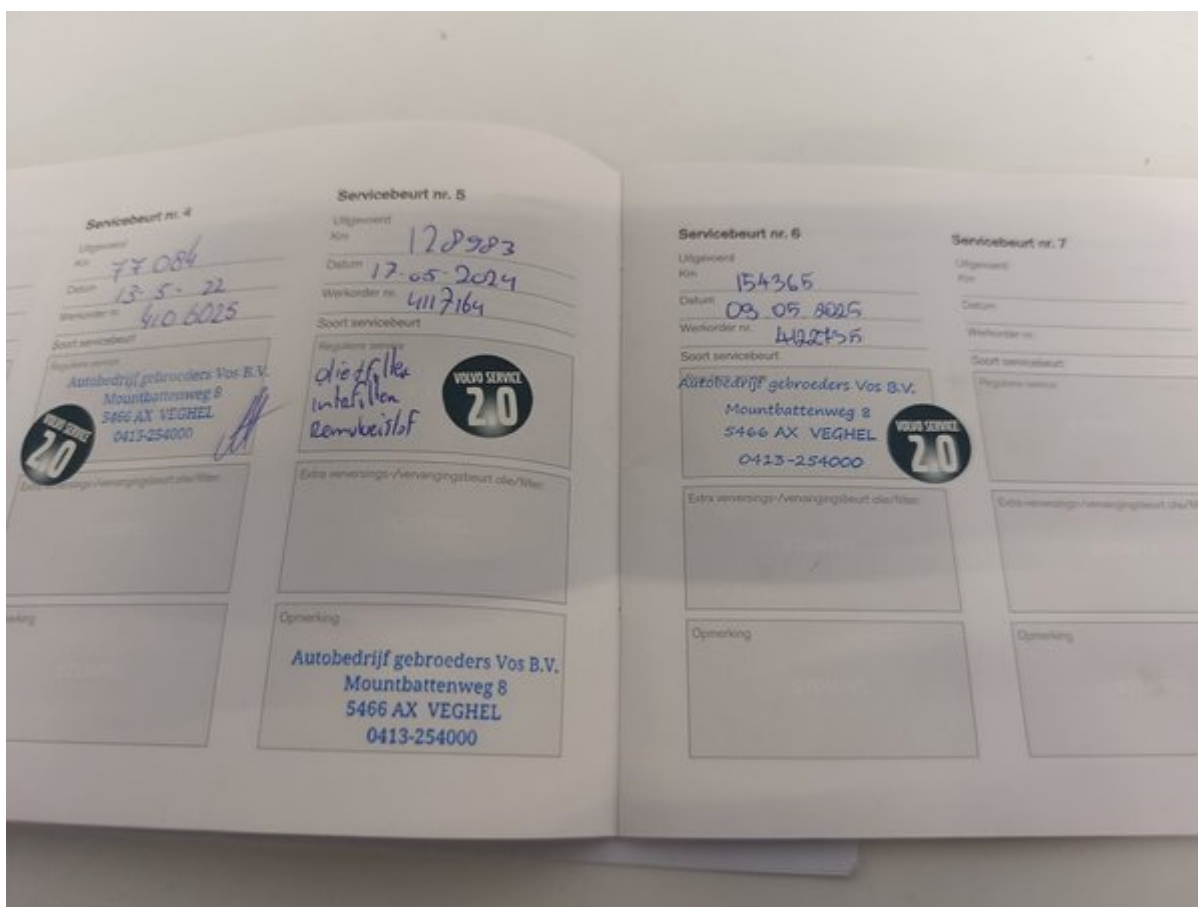 Servicebeurt nr. 4
Uitgevoerd
Km 77084
Datum 13-5-22
Werkorder nr. 4106025
Soort servicebeurt
Reguliere service
Autobedrijf gebroeders Vos B.V.
Mountbattenweg 8
5466 AX VEGHEL
0413-254000
VOLVO SERVICE
2.0
Extra verversings-/vervangingsbeurt olie/filter:
Servicebeurt nr. 5
Uitgevoerd
Km 128983
Datum 17-05-2024
Werkorder nr. 4117164
Soort servicebeurt
Reguliere service
VOLVO SERVICE
2.0
Extra verversings-/vervangingsbeurt olie/filter:
Opmerking
Autobedrijf gebroeders Vos B.V.
Mountbattenweg 8
5466 AX VEGHEL
0413-254000
Servicebeurt nr. 6
Uitgevoerd
Km 154365
Datum 09 05 2025
Werkorder nr.
Soort servicebeurt
Autobedrijf gebroeders Vos B.V.
Mountbattenweg 8
5466 AX VEGHEL
0413-254000
VOLVO SERVICE
2.0
Extra verversings-/vervangingsbeurt olie/filter:
Opmerking
Servicebeurt nr. 7
Uitgevoerd
Km
Datum
Werkorder nr.
Soort servicebeurt
Reguliere service
Extra verversings-/vervangingsbeurt
Opmerking